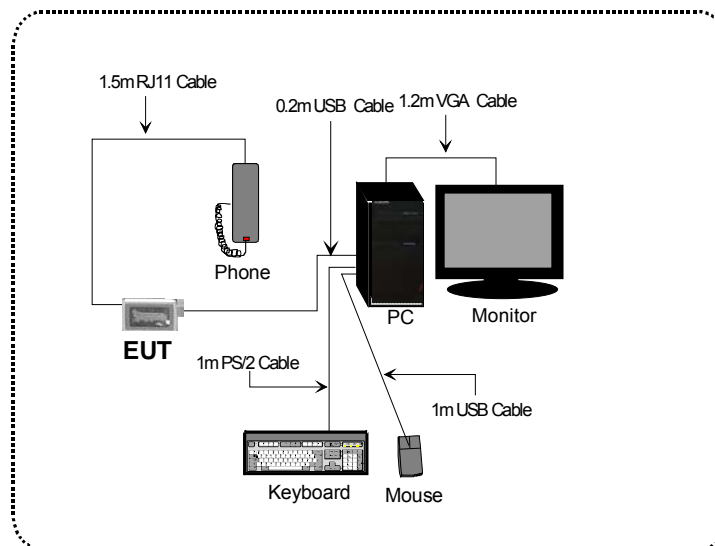 1.5m RJ11 Cable
0.2m USB Cable
1.2m VGA Cable
Phone
PC
Monitor
EUT
1m PS/2 Cable
1m USB Cable
Keyboard
Mouse